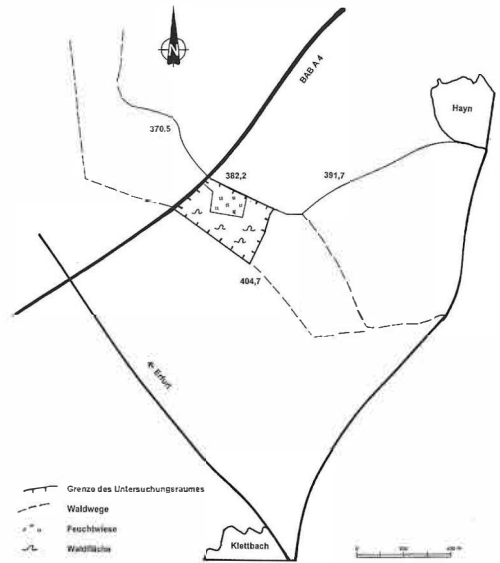 N
BAB A 4
Hayn
370.5
382,2
391,7
404,7
Erfurt
Grenze des Untersuchungsraumes
Waldwege
Feuchtwiese
Waldfläche
Klettbach
0